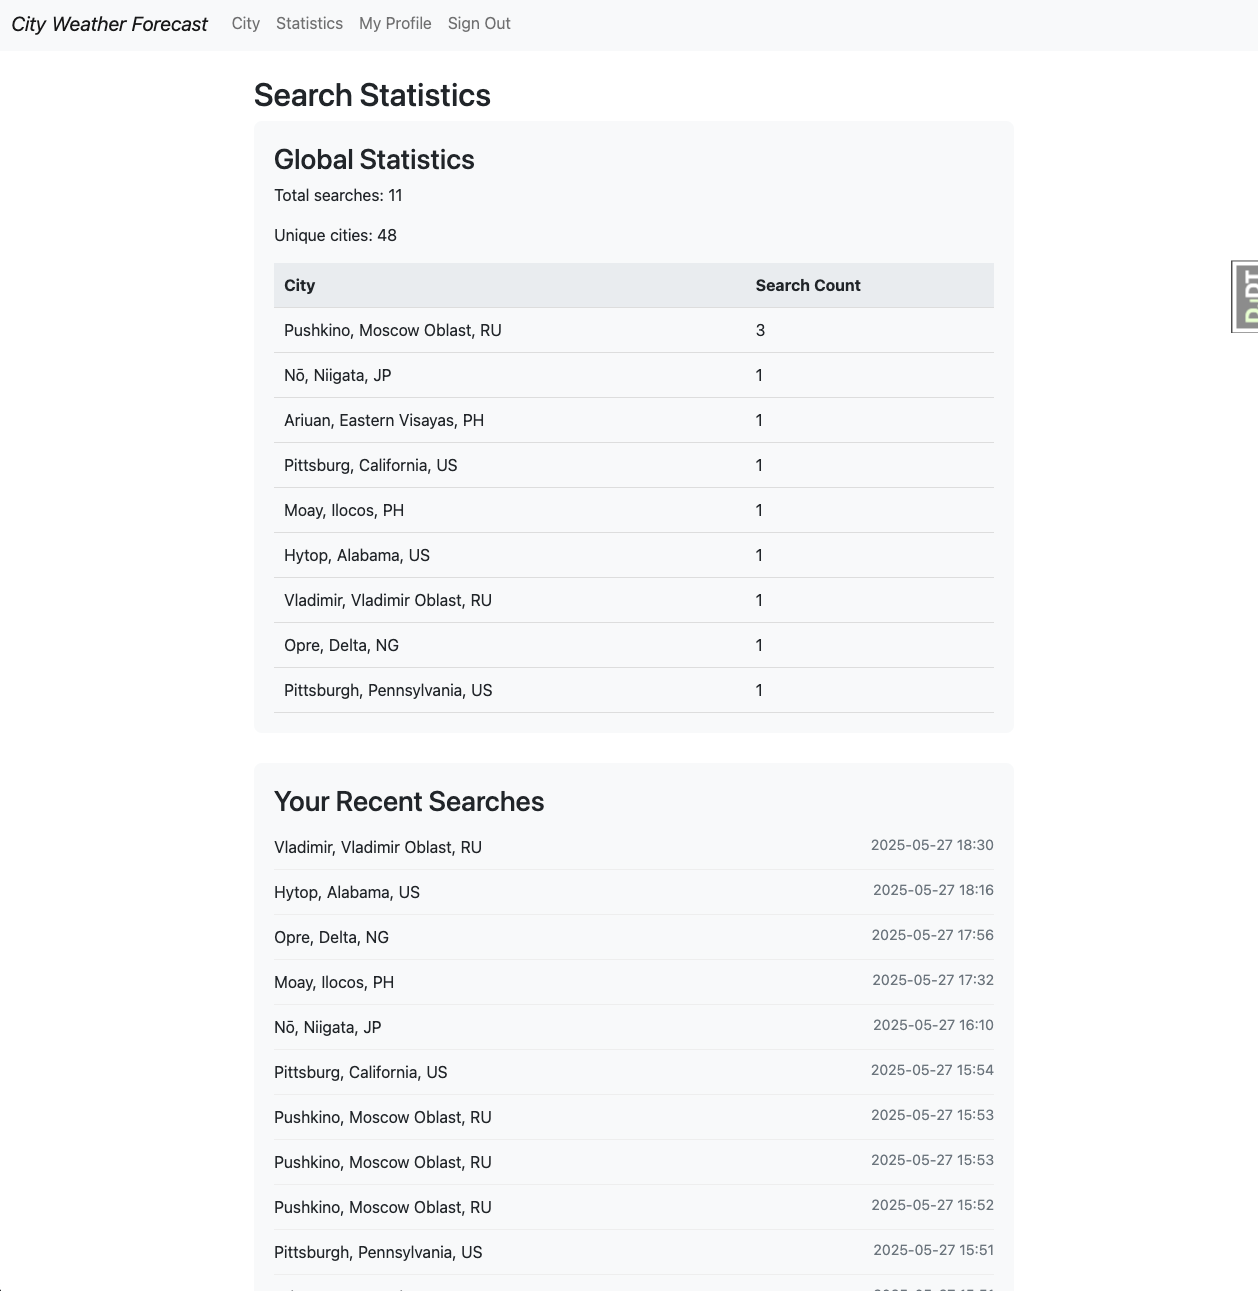 City Weather Forecast City Statistics My Profile Sign Out
Search Statistics
Global Statistics
Total searches: 11
Unique cities: 48
City Search Count
Pushkino, Moscow Oblast, RU 3
Nō, Niigata, JP 1
Ariuan, Eastern Visayas, PH 1
Pittsburg, California, US 1
Moay, Ilocos, PH 1
Hytop, Alabama, US 1
Vladimir, Vladimir Oblast, RU 1
Opre, Delta, NG 1
Pittsburgh, Pennsylvania, US 1
Your Recent Searches
Vladimir, Vladimir Oblast, RU 2025-05-27 18:30
Hytop, Alabama, US 2025-05-27 18:16
Opre, Delta, NG 2025-05-27 17:56
Moay, Ilocos, PH 2025-05-27 17:32
Nō, Niigata, JP 2025-05-27 16:10
Pittsburg, California, US 2025-05-27 15:54
Pushkino, Moscow Oblast, RU 2025-05-27 15:53
Pushkino, Moscow Oblast, RU 2025-05-27 15:53
Pushkino, Moscow Oblast, RU 2025-05-27 15:52
Pittsburgh, Pennsylvania, US 2025-05-27 15:51
DjDT